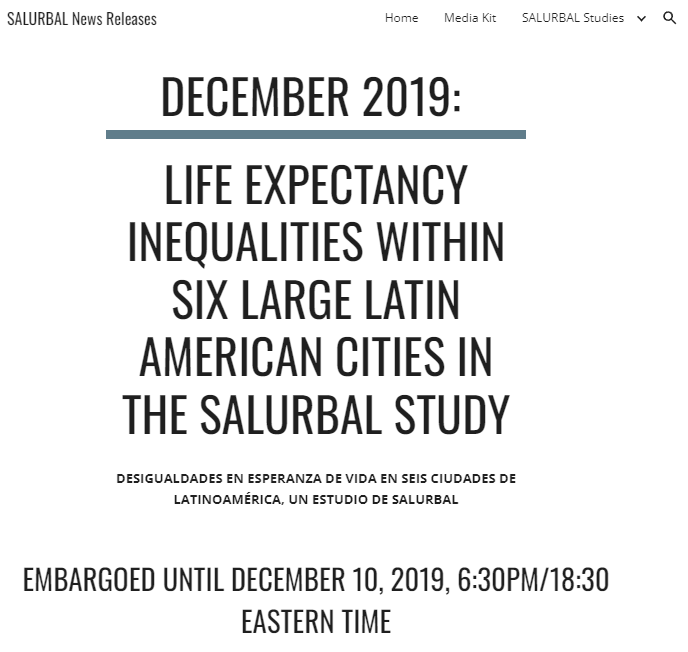 SALURBAL News Releases
Home
Media Kit
SALURBAL Studies
DECEMBER 2019:
LIFE EXPECTANCY
INEQUALITIES WITHIN
SIX LARGE LATIN
AMERICAN CITIES IN
THE SALURBAL STUDY
DESIGUALDADES EN ESPERANZA DE VIDA EN SEIS CIUDADES DE
LATINOAMÉRICA, UN ESTUDIO DE SALURBAL
EMBARGOED UNTIL DECEMBER 10, 2019, 6:30PM/18:30
EASTERN TIME